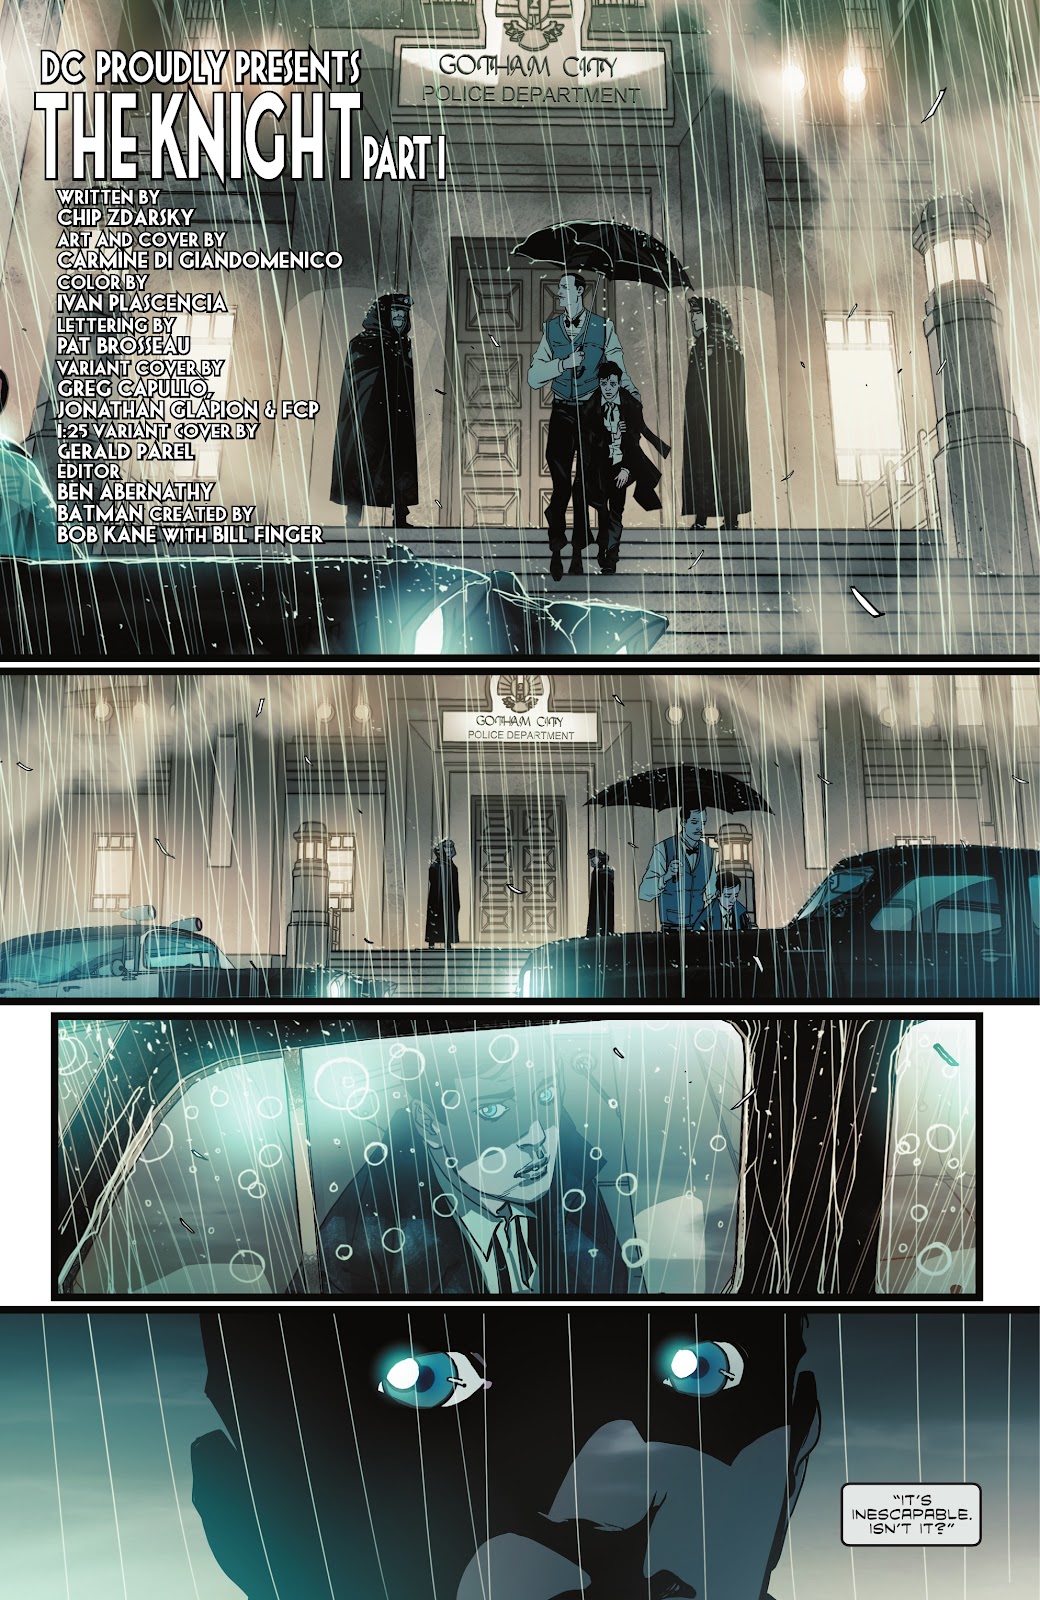 DC PROUDLY PRESENTS
THE KNIGHT PART I
WRITTEN BY
CHIP ZDARSKY
ART AND COVER BY
CARMINE DI GIANDOMENICO
COLOR BY
IVAN PLASCENCIA
LETTERING BY
PAT BROSSEAU
VARIANT COVER BY
GREG CAPULLO,
JONATHAN GLAPION & FCP
1:25 VARIANT COVER BY
GERALD PAREL
EDITOR
BEN ABERNATHY
BATMAN CREATED BY
BOB KANE WITH BILL FINGER
GOTHAM CITY
POLICE DEPARTMENT
GOTHAM CITY
POLICE DEPARTMENT
"IT'S
INESCAPABLE,
ISN'T IT?"